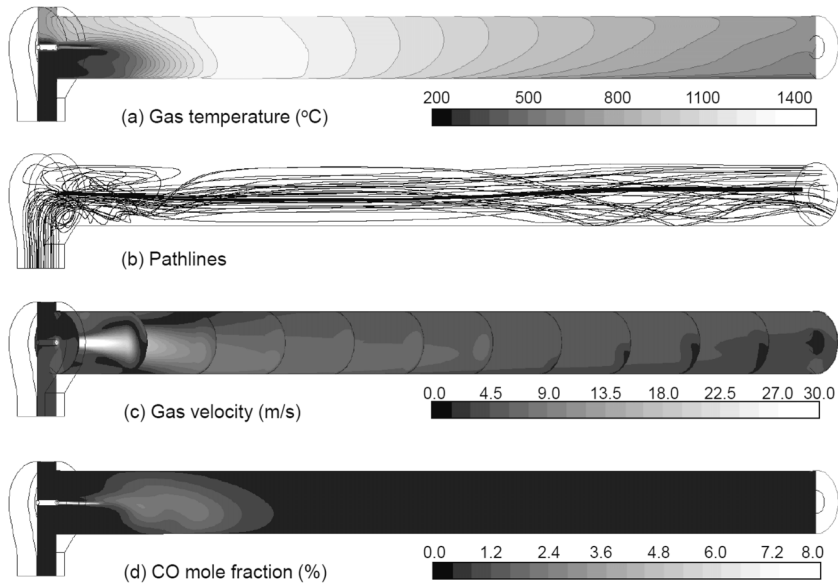 (a) Gas temperature (°C)
200 500 800 1100 1400
(b) Pathlines
(c) Gas velocity (m/s)
0.0 4.5 9.0 13.5 18.0 22.5 27.0 30.0
(d) CO mole fraction (%)
0.0 1.2 2.4 3.6 4.8 6.0 7.2 8.0